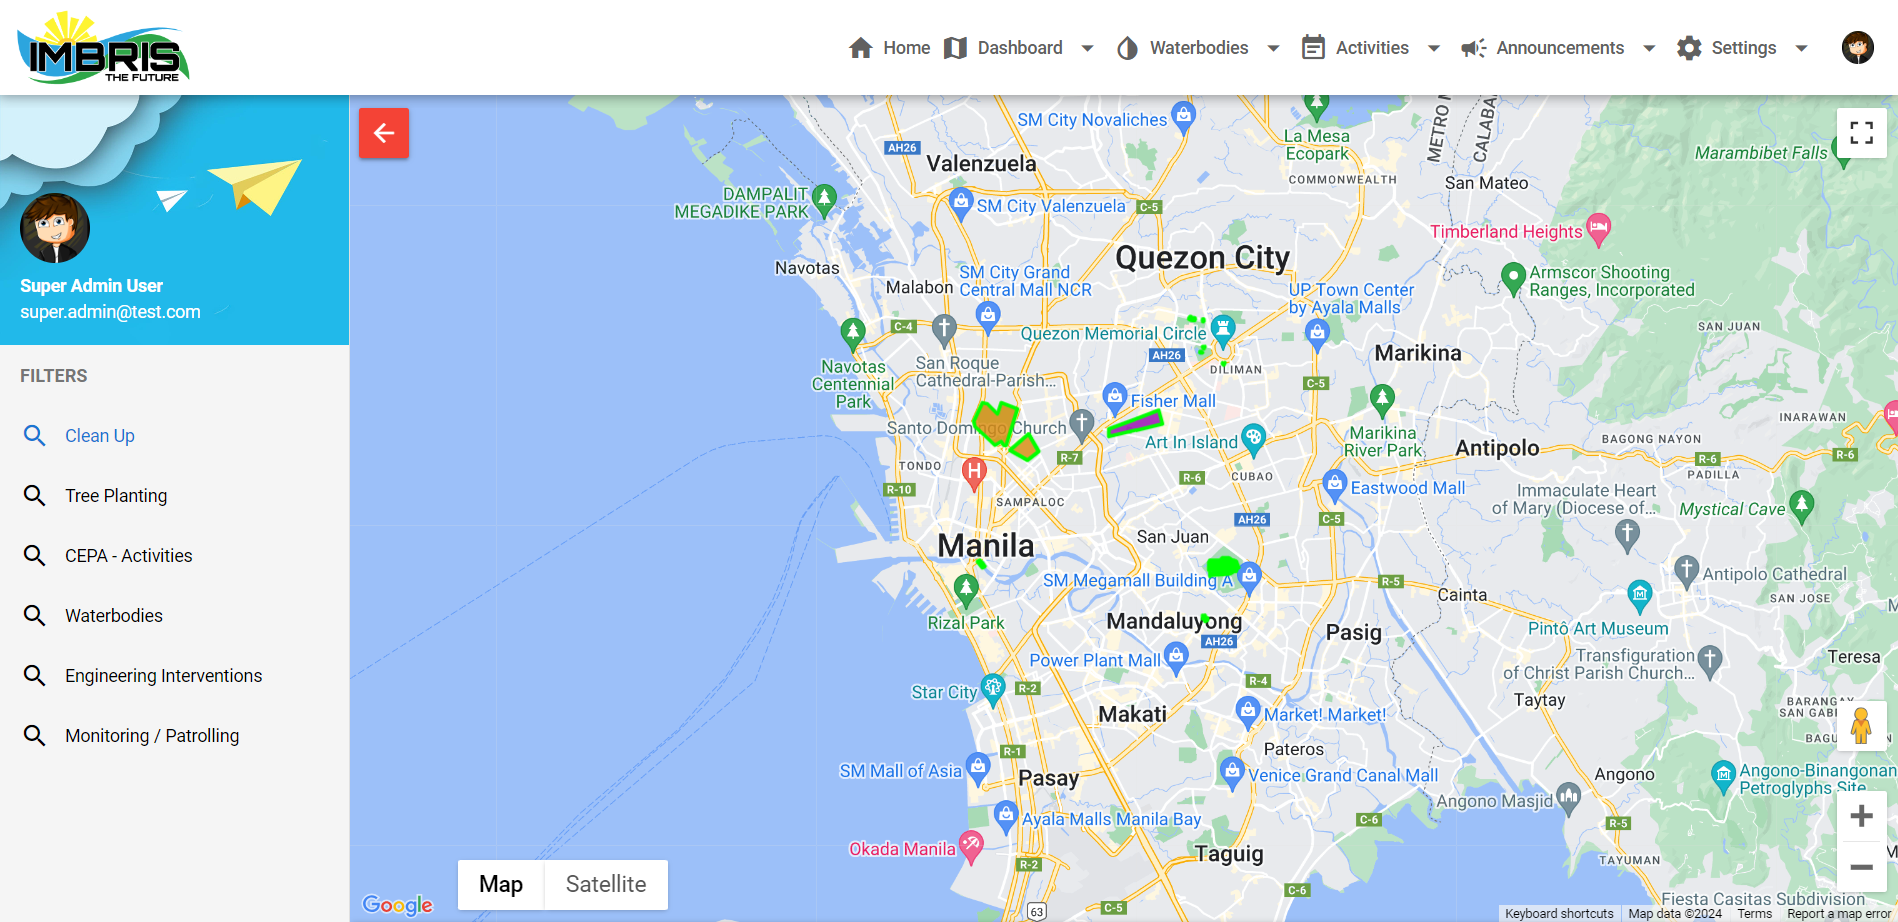 IMBRIS
THE FUTURE
Home
Dashboard
Waterbodies
Activities
Announcements
Settings
Super Admin User
super.admin@test.com
FILTERS
Clean Up
Tree Planting
CEPA - Activities
Waterbodies
Engineering Interventions
Monitoring / Patrolling
SM City Novaliches
La Mesa
Ecopark
METRO M
CALABA
Marambibet Falls
AH26
Valenzuela
COMMONWEALTH
San Mateo
DAMPALIT
MEGADIKE PARK
SM City Valenzuela
C-5
Timberland Heights
Quezon City
Navotas
Malabon
SM City Grand
Central Mall NCR
UP Town Center
by Ayala Malls
Armscor Shooting
Ranges, Incorporated
C-4
Quezon Memorial Circle
SAN JUAN
AH26
Marikina
San Roque
Cathedral-Parish...
DILIMAN
Navotas
Centennial
Park
C-5
Fisher Mall
INARAWAN
Santo Domingo Church
Art In Island
Marikina
River Park
Antipolo
BAGONG NAYON
R-6
R-6
TONDO
H
R-7
R-6
CUBAO
PADILLA
R-10
SAMPALOC
Eastwood Mall
Immaculate Heart
of Mary (Diocese of...
Mystical Cave
AH26
C-5
Manila
San Juan
SM Megamall Building A
R-5
Antipolo Cathedral
Cainta
SAN JOSE
Rizal Park
Mandaluyong
AH26
Pasig
Pintô Art Museum
Power Plant Mall
Transfiguration
of Christ Parish Church...
Teresa
Star City
R-2
R-4
Taytay
BARANGAY
SAN GABR
Makati
Market! Market!
R-1
Pateros
BAGU
N
SM Mall of Asia
Pasay
Venice Grand Canal Mall
Angono
Angono-Binangonan
Petroglyphs Site
Angono Masjid
Ayala Malls Manila Bay
C-6
R-5
Okada Manila
R-2
Taguig
TAYUMAN
Map
Satellite
C-6
Fiesta Casitas Subdivision
Google
63
C-5
Keyboard shortcuts
Map data ©2024
Terms
Report a map error